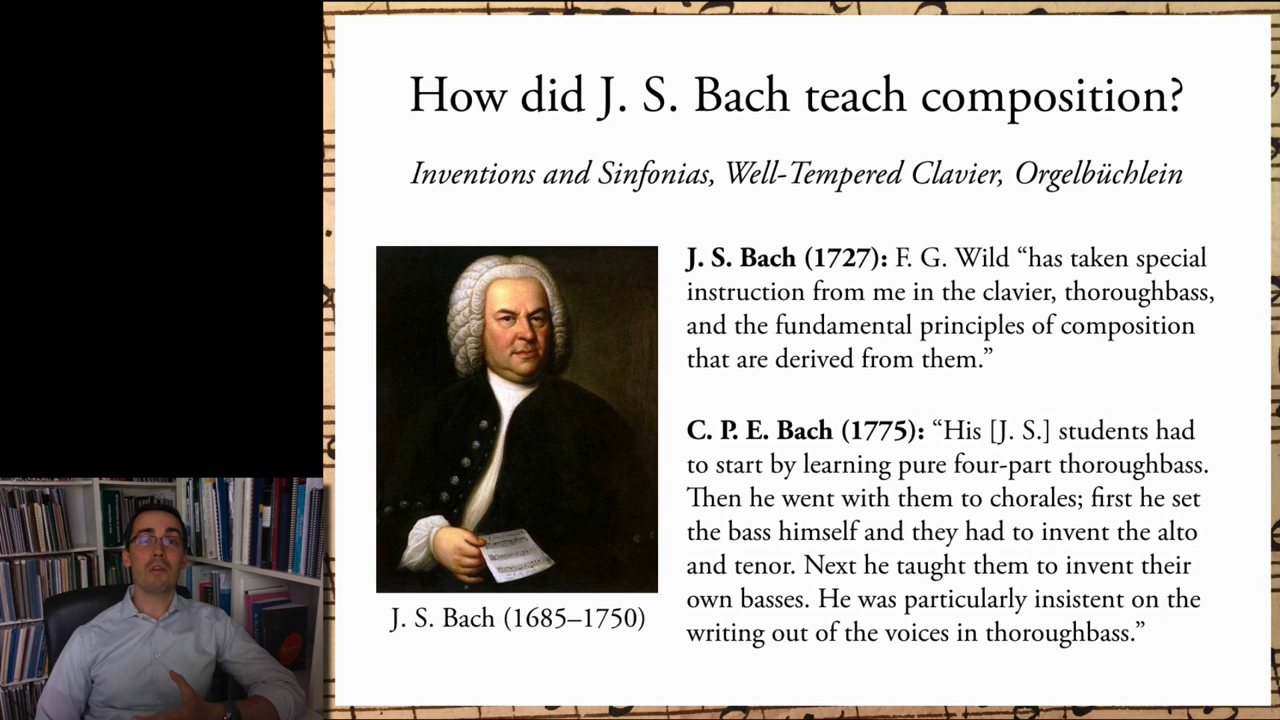 How did J. S. Bach teach composition?
Inventions and Sinfonias, Well-Tempered Clavier, Orgelbüchlein
J. S. Bach (1727): F. G. Wild “has taken special
instruction from me in the clavier, thoroughbass,
and the fundamental principles of composition
that are derived from them.”
C. P. E. Bach (1775): “His [J. S.] students had
to start by learning pure four-part thoroughbass.
Then he went with them to chorales; first he set
the bass himself and they had to invent the alto
and tenor. Next he taught them to invent their
own basses. He was particularly insistent on the
writing out of the voices in thoroughbass.”
J. S. Bach (1685–1750)